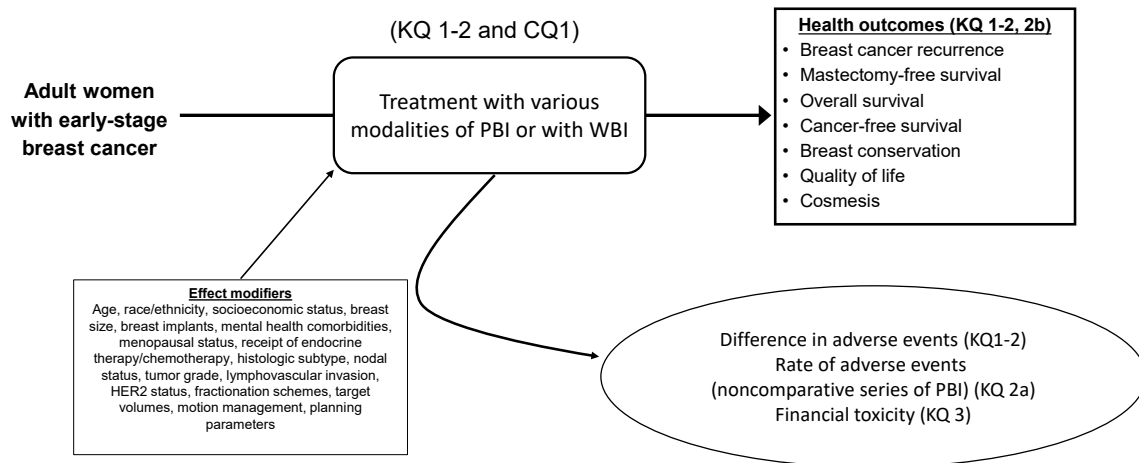 (KQ 1-2 and CQ1)
Adult women
with early-stage
breast cancer
Treatment with various
modalities of PBI or with WBI
Health outcomes (KQ 1-2, 2b)
• Breast cancer recurrence
• Mastectomy-free survival
• Overall survival
• Cancer-free survival
• Breast conservation
• Quality of life
• Cosmesis
Effect modifiers
Age, race/ethnicity, socioeconomic status, breast
size, breast implants, mental health comorbidities,
menopausal status, receipt of endocrine
therapy/chemotherapy, histologic subtype, nodal
status, tumor grade, lymphovascular invasion,
HER2 status, fractionation schemes, target
volumes, motion management, planning
parameters
Difference in adverse events (KQ1-2)
Rate of adverse events
(noncomparative series of PBI) (KQ 2a)
Financial toxicity (KQ 3)